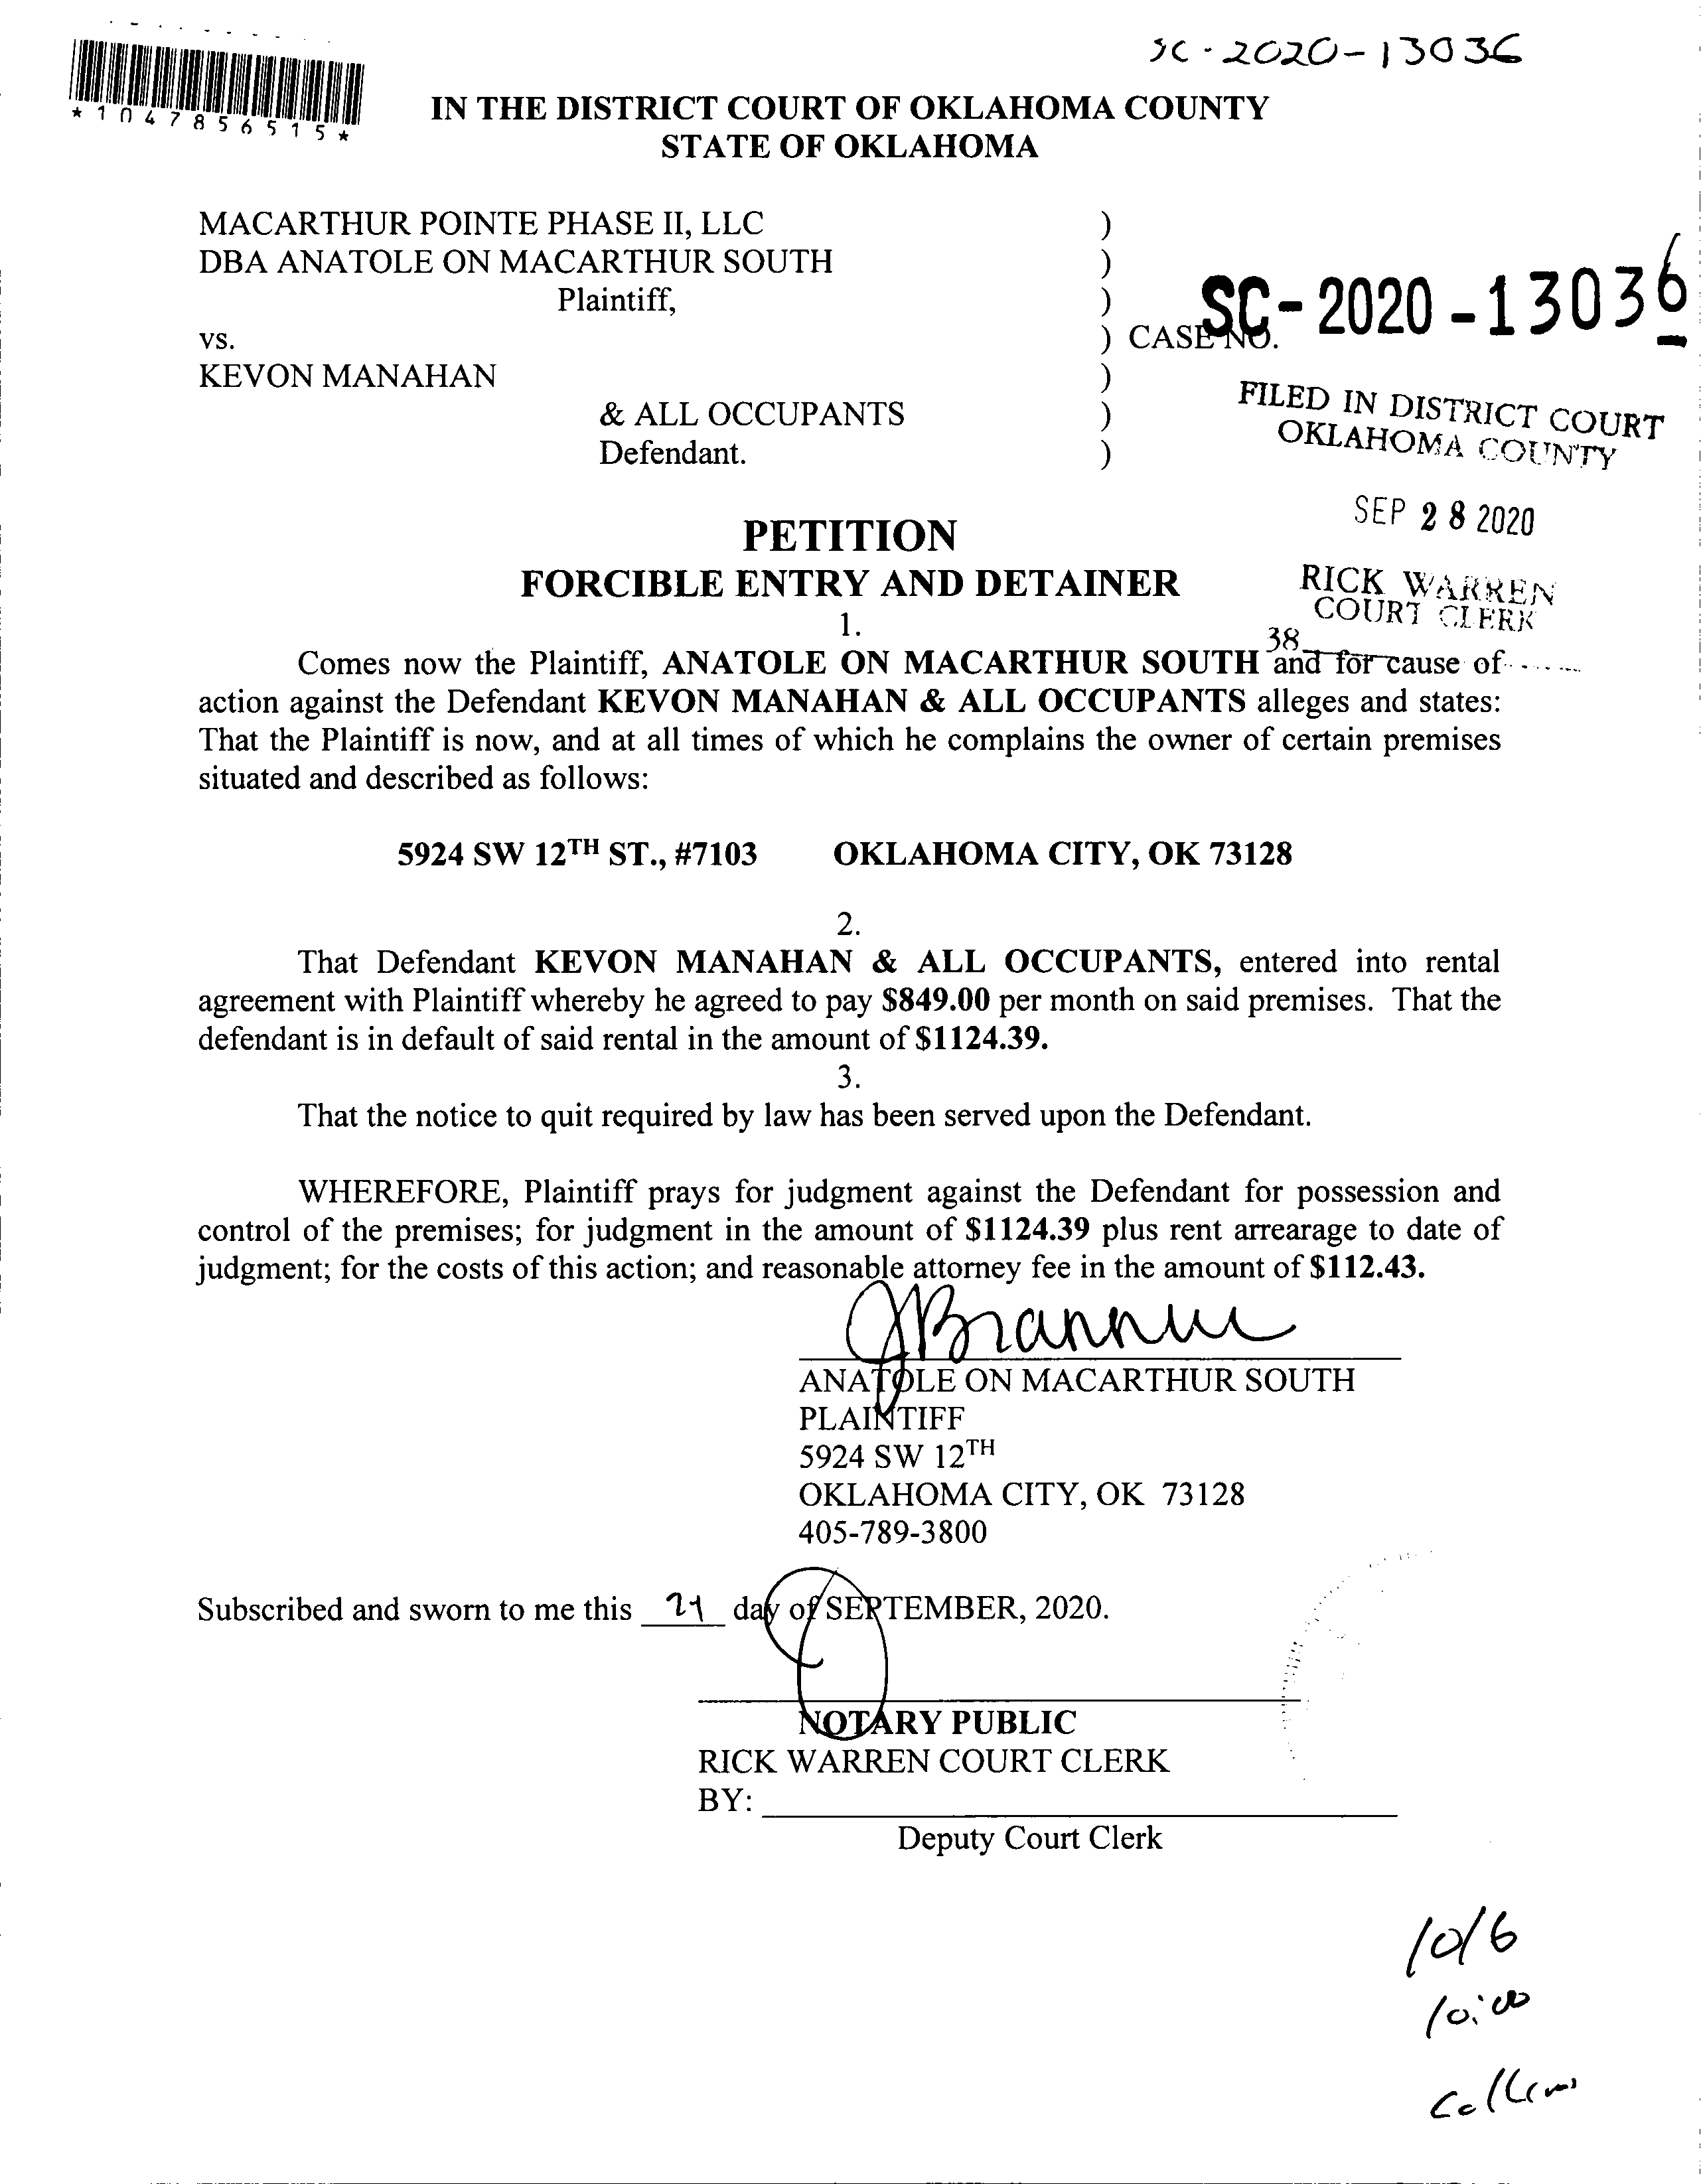 SC-2020-13036
*1047856515*
IN THE DISTRICT COURT OF OKLAHOMA COUNTY
STATE OF OKLAHOMA
MACARTHUR POINTE PHASE II, LLC )
DBA ANATOLE ON MACARTHUR SOUTH )
Plaintiff, )
vs. ) CASE NO. SC-2020-13036
KEVON MANAHAN )
& ALL OCCUPANTS )
Defendant. )
FILED IN DISTRICT COURT
OKLAHOMA COUNTY
SEP 28 2020
RICK WARREN
COURT CLERK
38
PETITION
FORCIBLE ENTRY AND DETAINER
1.
Comes now the Plaintiff, ANATOLE ON MACARTHUR SOUTH and for cause of
action against the Defendant KEVON MANAHAN & ALL OCCUPANTS alleges and states:
That the Plaintiff is now, and at all times of which he complains the owner of certain premises
situated and described as follows:
5924 SW 12TH ST., #7103 OKLAHOMA CITY, OK 73128
2.
That Defendant KEVON MANAHAN & ALL OCCUPANTS, entered into rental
agreement with Plaintiff whereby he agreed to pay $849.00 per month on said premises. That the
defendant is in default of said rental in the amount of $1124.39.
3.
That the notice to quit required by law has been served upon the Defendant.
WHEREFORE, Plaintiff prays for judgment against the Defendant for possession and
control of the premises; for judgment in the amount of $1124.39 plus rent arrearage to date of
judgment; for the costs of this action; and reasonable attorney fee in the amount of $112.43.
ANATOLE ON MACARTHUR SOUTH
PLAINTIFF
5924 SW 12TH
OKLAHOMA CITY, OK 73128
405-789-3800
Subscribed and sworn to me this 21 day of SEPTEMBER, 2020.
NOTARY PUBLIC
RICK WARREN COURT CLERK
BY:
Deputy Court Clerk
10/6
10:00